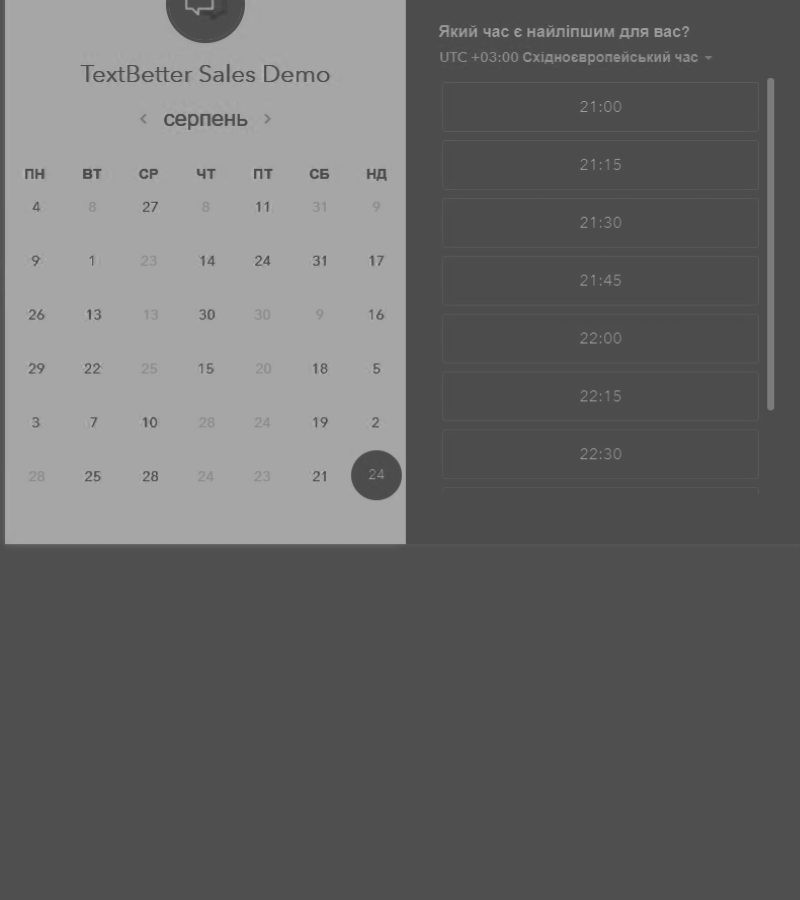 TextBetter Sales Demo
серпень
ПН ВТ СР ЧТ ПТ СБ НД
4 8 27 8 11 31 9
9 1 23 14 24 31 17
26 13 13 30 30 9 16
29 22 25 15 20 18 5
3 7 10 28 24 19 2
28 25 28 24 23 21 24
Який час є найліпшим для вас?
UTC +03:00 Східноєвропейський час
21:00
21:15
21:30
21:45
22:00
22:15
22:30